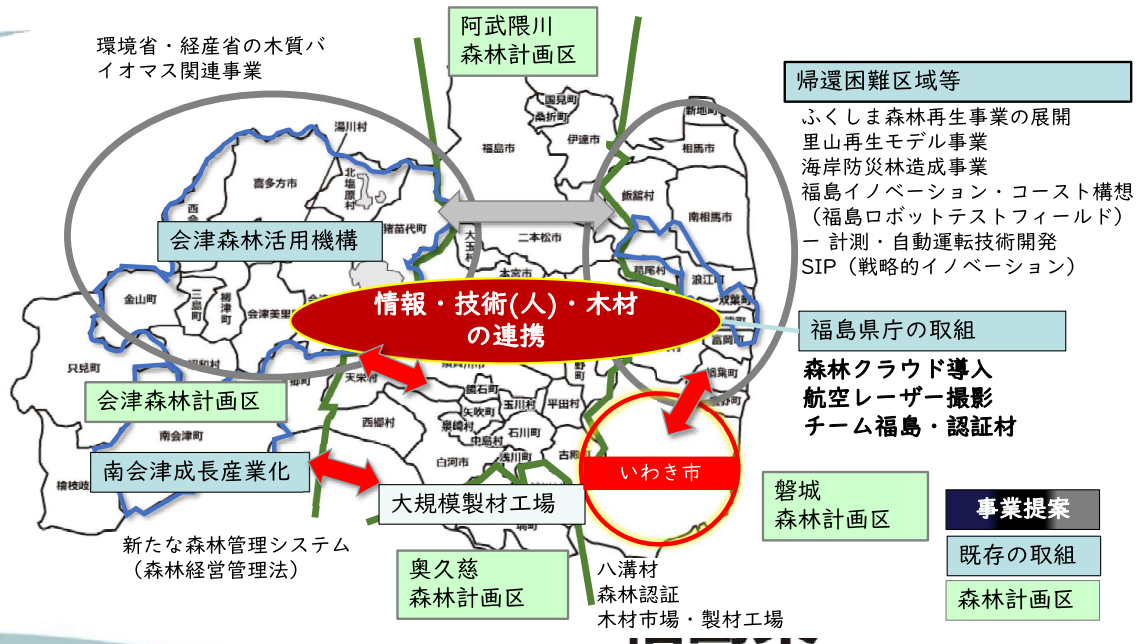 阿武隈川
森林計画区
環境省・経産省の木質バ
イオマス関連事業
帰還困難区域等
ふくしま森林再生事業の展開
里山再生モデル事業
海岸防災林造成事業
福島イノベーション・コースト構想
（福島ロボットテストフィールド）
ー 計測・自動運転技術開発
SIP（戦略的イノベーション）
国見町
桑折町
伊達市
新地町
福島市
相馬市
湯川村
喜多方市
北塩原村
飯舘村
南相馬市
西会
会津森林活用機構
猪苗代町
大玉村
二本松市
本宮市
葛尾村
浪江町
双葉町
金山町
三島町
柳津町
会津美里
情報・技術(人)・木材
の連携
福島県庁の取組
富岡町
森林クラウド導入
航空レーザー撮影
チーム福島・認証材
只見町
昭和村
天栄村
鏡石町
楢葉町
野町
会津森林計画区
矢吹町
玉川村
平田村
西郷村
泉崎村
中島村
石川町
南会津町
白河市
浅川町
古殿
いわき市
南会津成長産業化
檜枝岐
大規模製材工場
磐城
森林計画区
事業提案
既存の取組
森林計画区
新たな森林管理システム
（森林経営管理法）
塙町
奥久慈
森林計画区
八溝材
森林認証
木材市場・製材工場